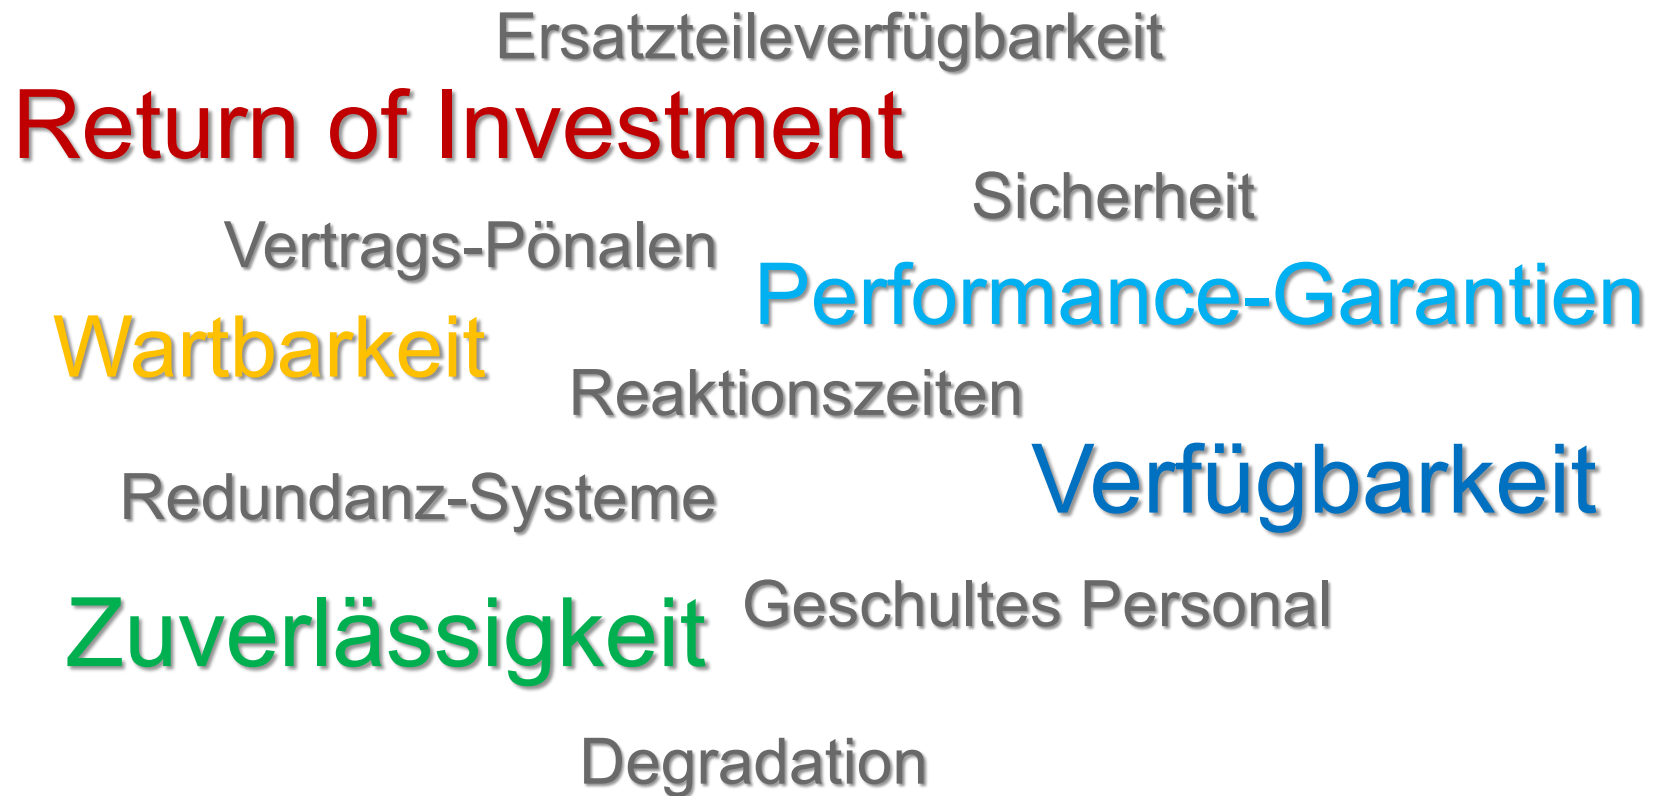 Ersatzteileverfügbarkeit
Return of Investment
Sicherheit
Vertrags-Pönalen
Performance-Garantien
Wartbarkeit
Reaktionszeiten
Verfügbarkeit
Redundanz-Systeme
Geschultes Personal
Zuverlässigkeit
Degradation